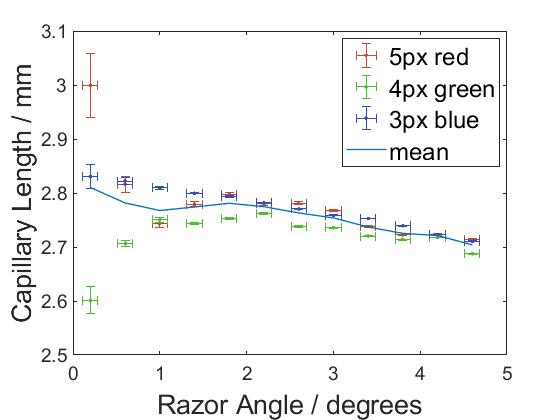 3.1
3
2.9
2.8
2.7
2.6
2.5
Capillary Length / mm
5px red
4px green
3px blue
mean
0
1
2
3
4
5
Razor Angle / degrees